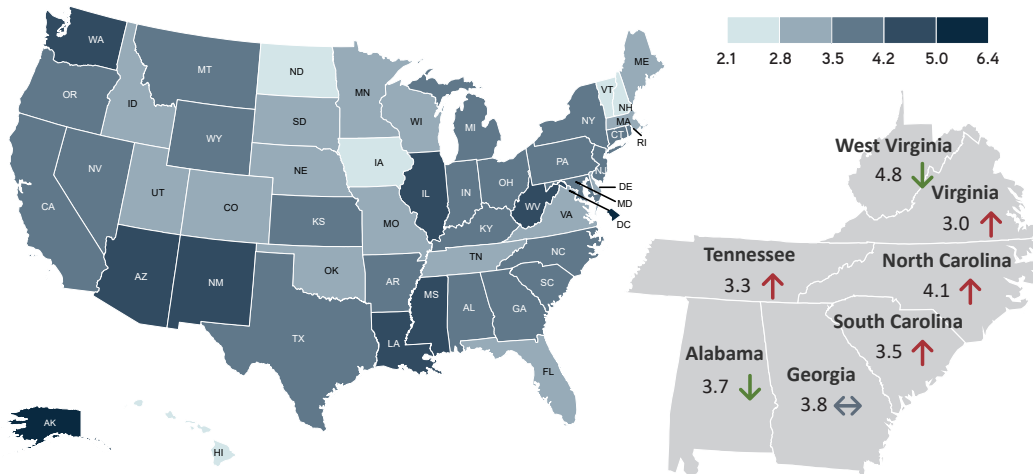 2.1 2.8 3.5 4.2 5.0 6.4
WA
MT
ND
MN
ME
OR
ID
SD
WI
MI
VT
NH
NY
MA
CT
RI
WY
NE
IA
PA
NJ
NV
UT
CO
IL
IN
OH
DE
MD
DC
CA
KS
MO
WV
VA
KY
AZ
NM
OK
AR
TN
NC
SC
MS
AL
GA
TX
LA
FL
AK
HI
West Virginia
4.8
Virginia
3.0
Tennessee
3.3
North Carolina
4.1
South Carolina
3.5
Alabama
3.7
Georgia
3.8